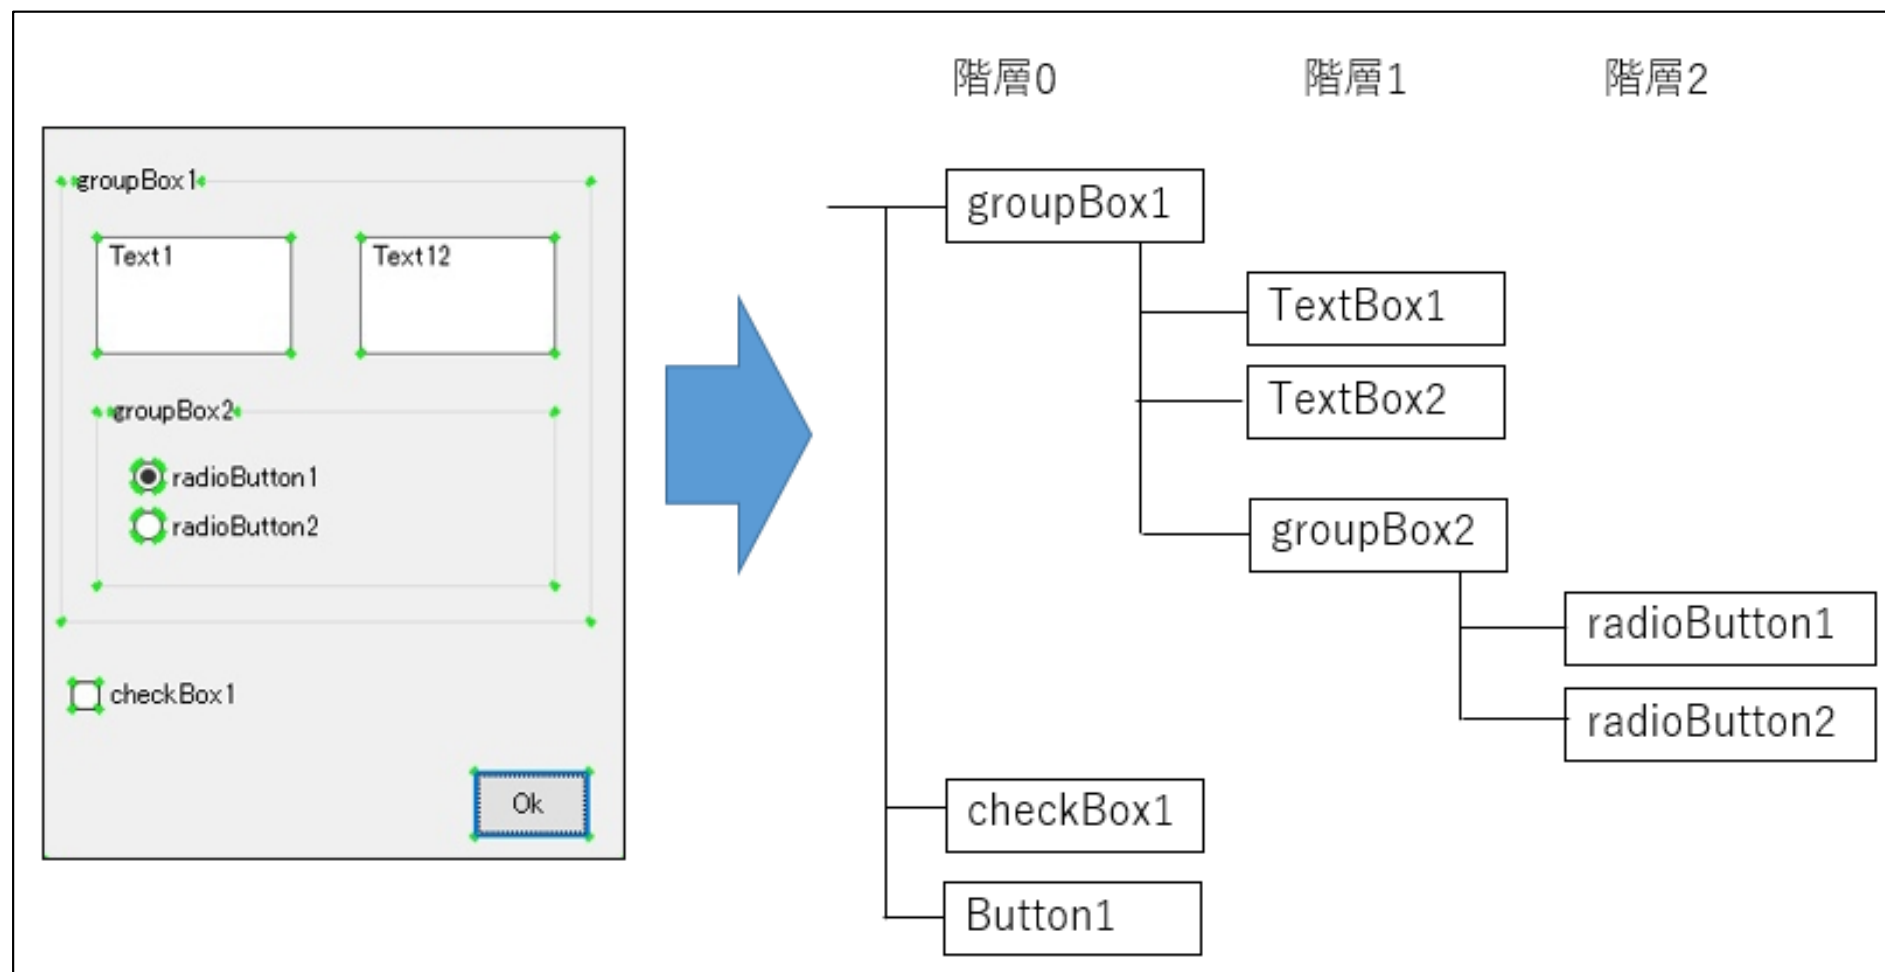 階層0
階層1
階層2
groupBox1
Text1
Text12
groupBox2
radioButton1
radioButton2
checkBox1
Ok
groupBox1
TextBox1
TextBox2
groupBox2
radioButton1
radioButton2
checkBox1
Button1